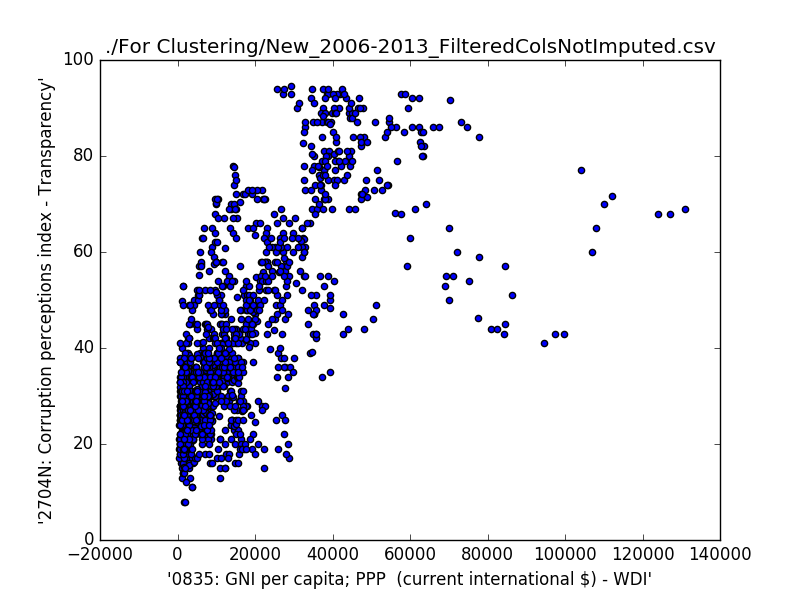 ./For Clustering/New_2006-2013_FilteredColsNotImputed.csv
100
80
60
40
20
0
'2704N: Corruption perceptions index - Transparency'
−20000 0 20000 40000 60000 80000 100000 120000 140000
'0835: GNI per capita; PPP (current international $) - WDI'